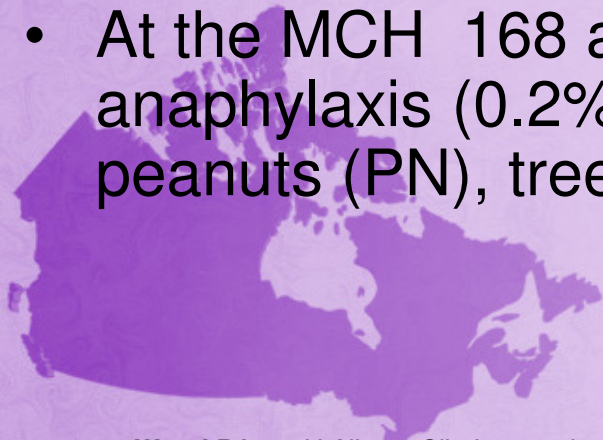 • At the MCH 168
anaphylaxis (0.2%
peanuts (PN), tree